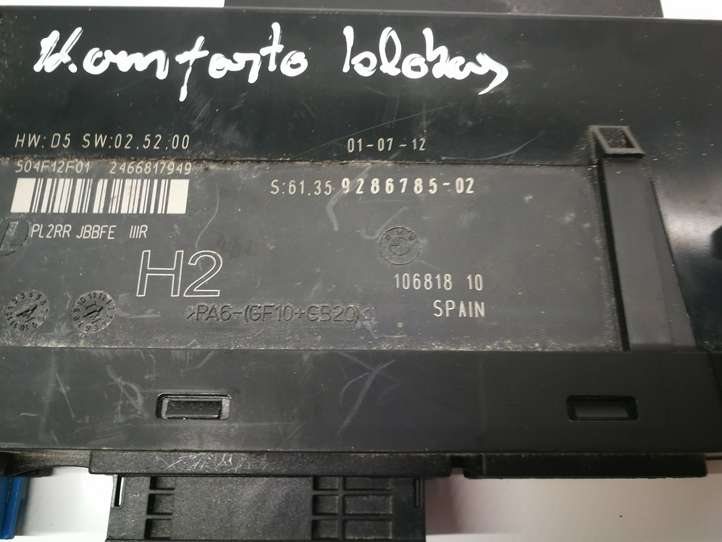 Komforto blokas
HW:D5 SW:02.52.00 01-07-12
S04F12F01 2466817949
S:61.35 9286785-02
PL2RR JBBFE IIIR
H2
106818 10
>PA6-(GF10+GB20)<
SPAIN